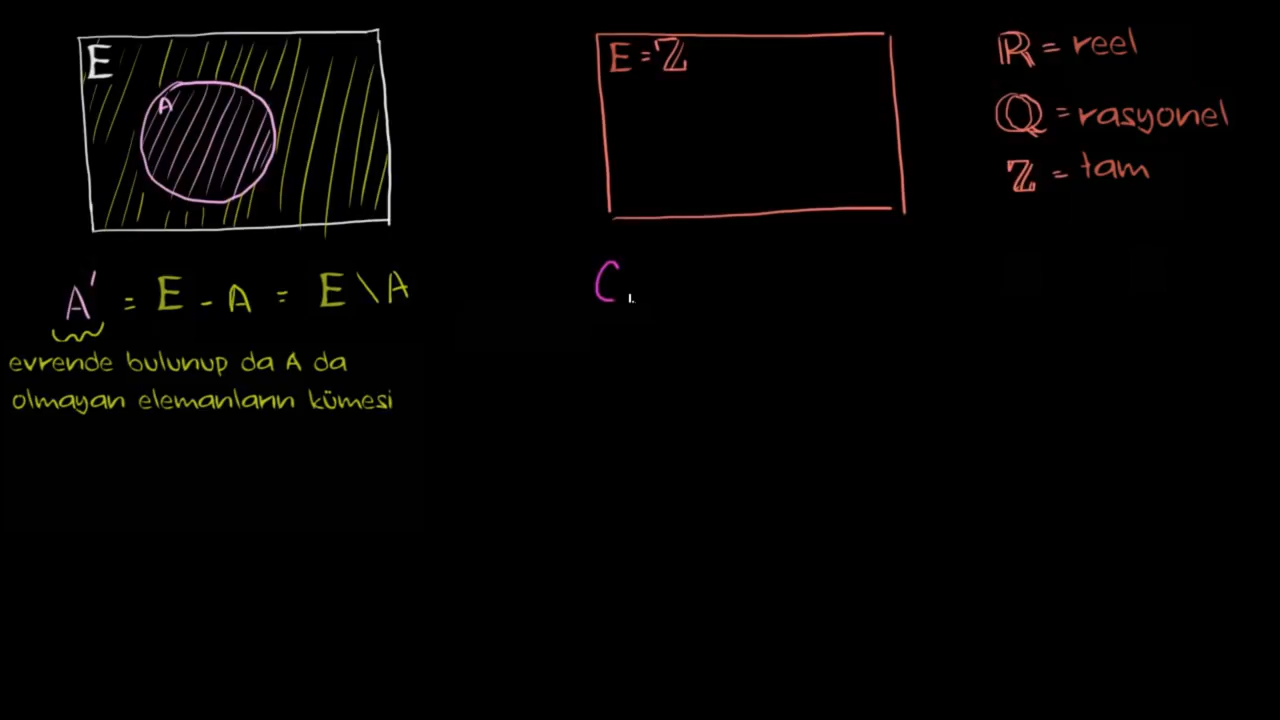 E
A
A' = E - A = E \ A
evrende bulunup da A da
olmayan elemanların kümesi
E = ℤ
C
ℝ = reel
ℚ = rasyonel
ℤ = tam